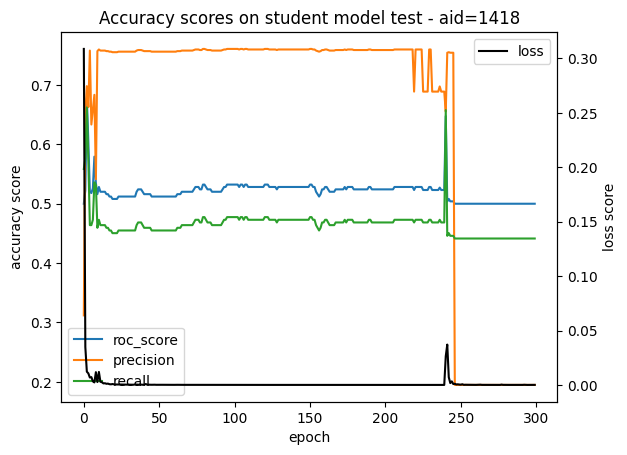 Accuracy scores on student model test - aid=1418
loss
0.7
0.6
0.5
0.4
0.3
0.2
accuracy score
0.30
0.25
0.20
0.15
0.10
0.05
0.00
loss score
roc_score
precision
recall
0
50
100
150
200
250
300
epoch